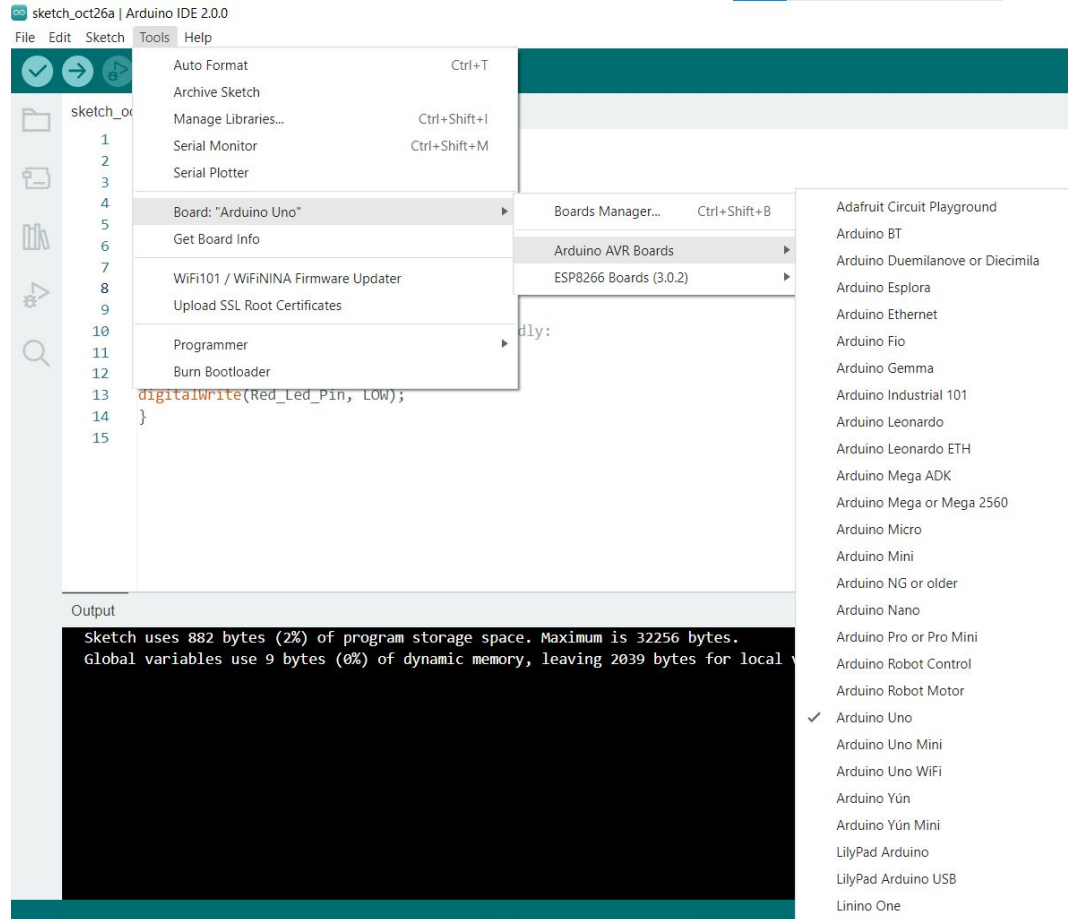 sketch_oct26a | Arduino IDE 2.0.0
File Edit Sketch Tools Help
Auto Format Ctrl+T
Archive Sketch
Manage Libraries... Ctrl+Shift+I
Serial Monitor Ctrl+Shift+M
Serial Plotter
Board: "Arduino Uno"
Get Board Info
WiFi101 / WiFiNINA Firmware Updater
Upload SSL Root Certificates
Programmer
Burn Bootloader
Boards Manager... Ctrl+Shift+B
Arduino AVR Boards
ESP8266 Boards (3.0.2)
Adafruit Circuit Playground
Arduino BT
Arduino Duemilanove or Diecimila
Arduino Esplora
Arduino Ethernet
Arduino Fio
Arduino Gemma
Arduino Industrial 101
Arduino Leonardo
Arduino Leonardo ETH
Arduino Mega ADK
Arduino Mega or Mega 2560
Arduino Micro
Arduino Mini
Arduino NG or older
Arduino Nano
Arduino Pro or Pro Mini
Arduino Robot Control
Arduino Robot Motor
Arduino Uno
Arduino Uno Mini
Arduino Uno WiFi
Arduino Yún
Arduino Yún Mini
LilyPad Arduino
LilyPad Arduino USB
Linino One
sketch_oc
1
2
3
4
5
6
7
8
9
10 dly:
11
12
13 digitalWrite(Red_Led_Pin, LOW);
14 }
15
Output
Sketch uses 882 bytes (2%) of program storage space. Maximum is 32256 bytes.
Global variables use 9 bytes (0%) of dynamic memory, leaving 2039 bytes for local